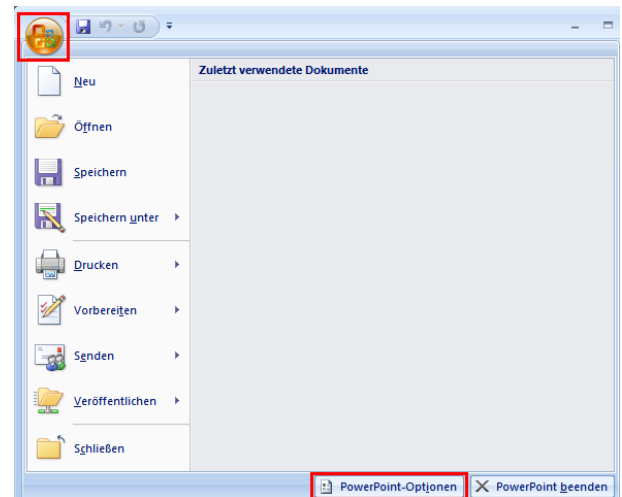 Zuletzt verwendete Dokumente
Neu
Öffnen
Speichern
Speichern unter
Drucken
Vorbereiten
Senden
Veröffentlichen
Schließen
PowerPoint-Optionen
PowerPoint beenden